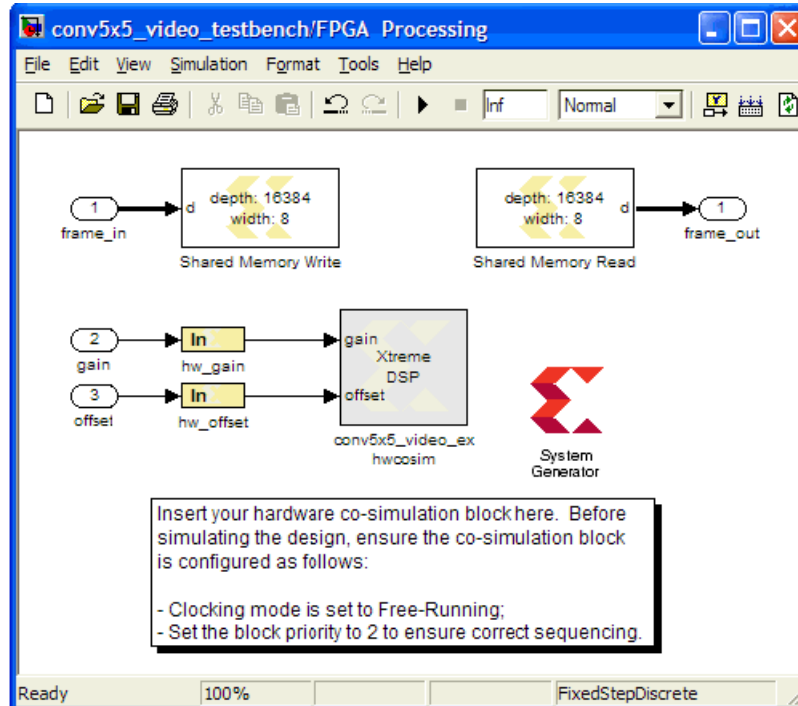 conv5x5_video_testbench/FPGA Processing
File Edit View Simulation Format Tools Help
Inf Normal
1
frame_in
d
depth: 16384
width: 8
Shared Memory Write
depth: 16384
width: 8
d
Shared Memory Read
1
frame_out
2
gain
In
hw_gain
3
offset
In
hw_offset
gain
Xtreme
DSP
offset
conv5x5_video_ex
hwcosim
System
Generator
Insert your hardware co-simulation block here. Before
simulating the design, ensure the co-simulation block
is configured as follows:
- Clocking mode is set to Free-Running;
- Set the block priority to 2 to ensure correct sequencing.
Ready 100% FixedStepDiscrete